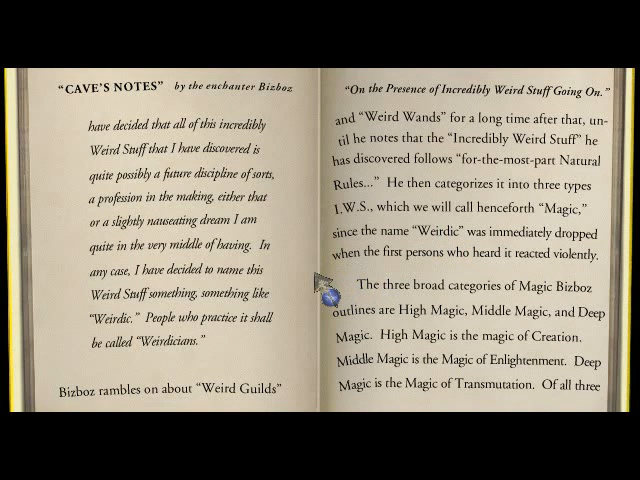 “CAVE’S NOTES” by the enchanter Bizboz
have decided that all of this incredibly
Weird Stuff that I have discovered is
quite possibly a future discipline of sorts,
a profession in the making, either that
or a slightly nauseating dream I am
quite in the very middle of having. In
any case, I have decided to name this
Weird Stuff something, something like
“Weirdic.” People who practice it shall
be called “Weirdicians.”
Bizboz rambles on about “Weird Guilds”
“On the Presence of Incredibly Weird Stuff Going On.”
and “Weird Wands” for a long time after that, un-
til he notes that the “Incredibly Weird Stuff” he
has discovered follows “for-the-most-part Natural
Rules...” He then categorizes it into three types
I.W.S., which we will call henceforth “Magic,”
since the name “Weirdic” was immediately dropped
when the first persons who heard it reacted violently.
The three broad categories of Magic Bizboz
outlines are High Magic, Middle Magic, and Deep
Magic. High Magic is the magic of Creation.
Middle Magic is the Magic of Enlightenment. Deep
Magic is the Magic of Transmutation. Of all three